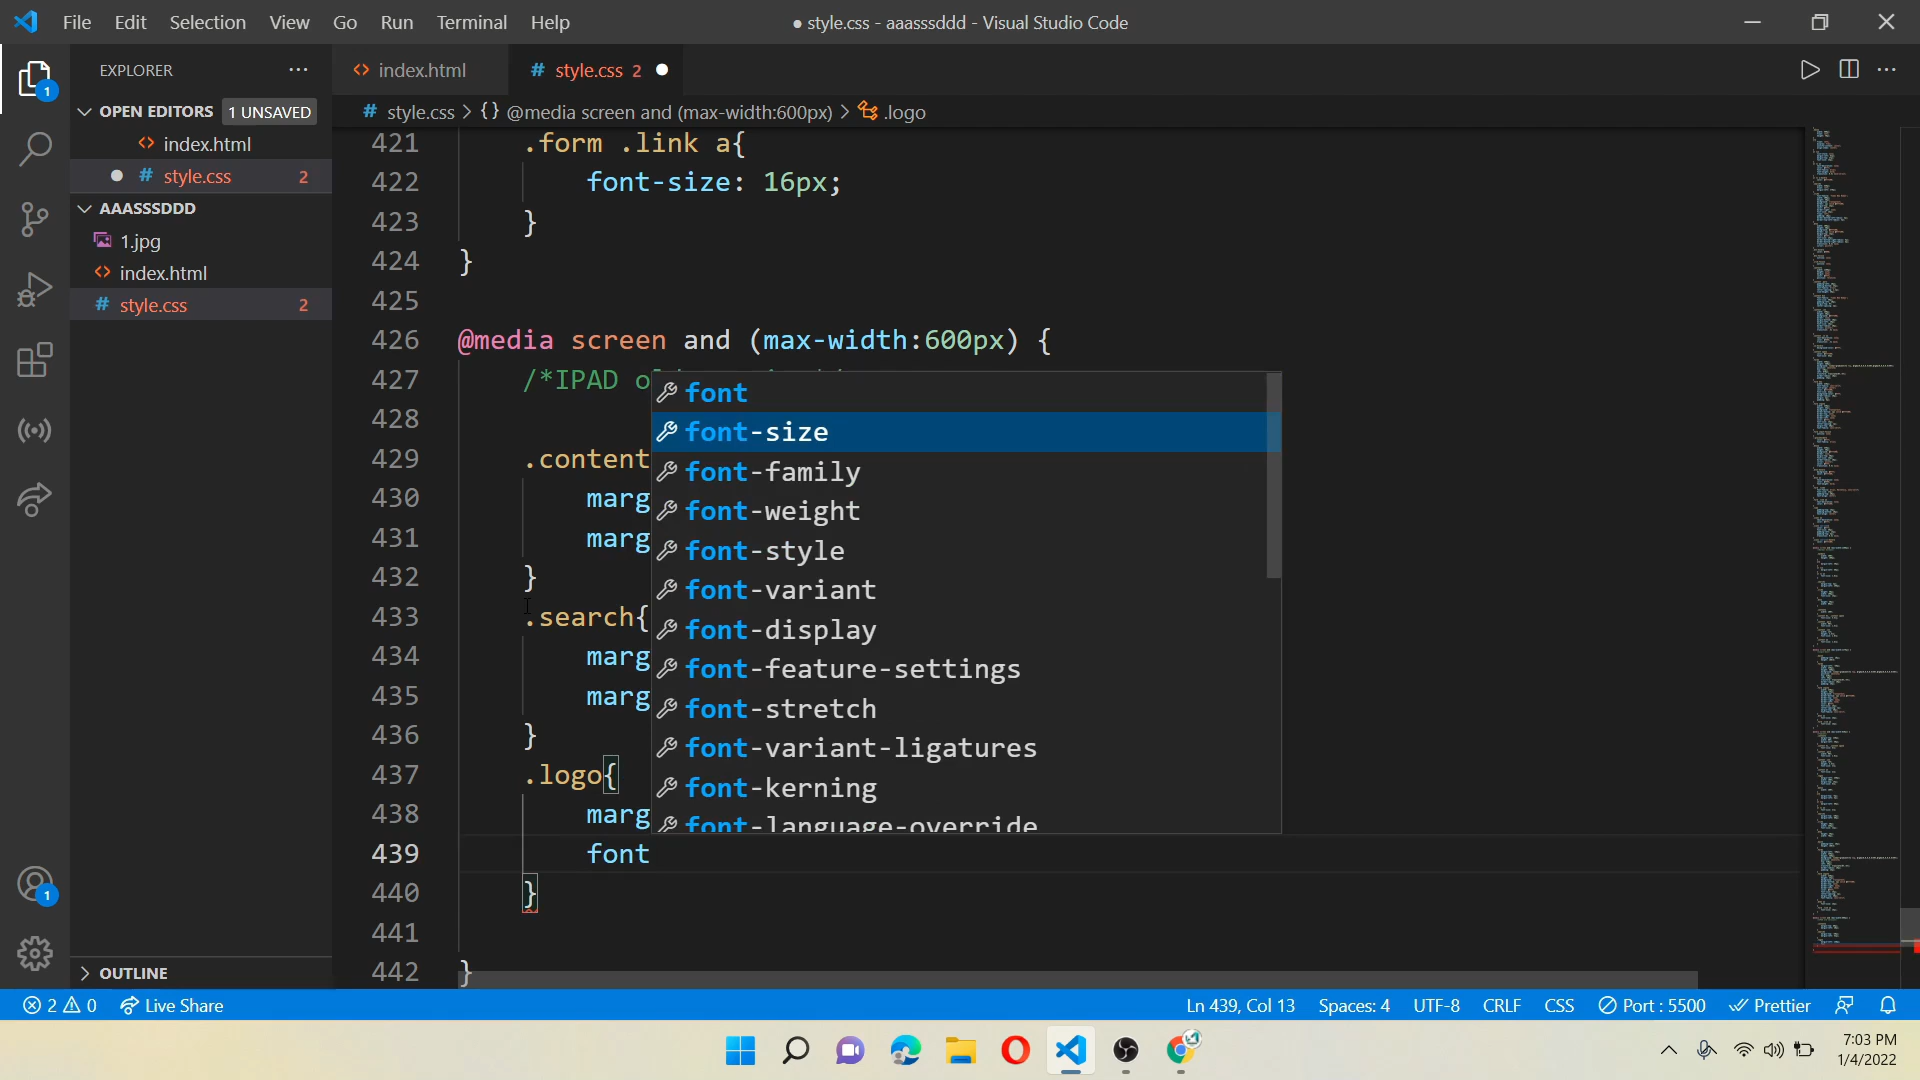 File Edit Selection View Go Run Terminal Help
● style.css - aaasssddd - Visual Studio Code
EXPLORER
index.html
style.css 2
OPEN EDITORS 1 UNSAVED
index.html
style.css 2
AAASSSDDD
1.jpg
index.html
style.css 2
OUTLINE
style.css > {} @media screen and (max-width:600px) > .logo
421 .form .link a{
422 font-size: 16px;
423 }
424 }
425
426 @media screen and (max-width:600px) {
427 /*IPAD
428
429 .content
430 marg
431 marg
432 }
433 .search{
434 marg
435 marg
436 }
437 .logo{
438 marg
439 font
440 }
441
442 }
font
font-size
font-family
font-weight
font-style
font-variant
font-display
font-feature-settings
font-stretch
font-variant-ligatures
font-kerning
font-language-override
1
1
2 0 Live Share
Ln 439, Col 13 Spaces: 4 UTF-8 CRLF CSS Port : 5500 Prettier
7:03 PM
1/4/2022